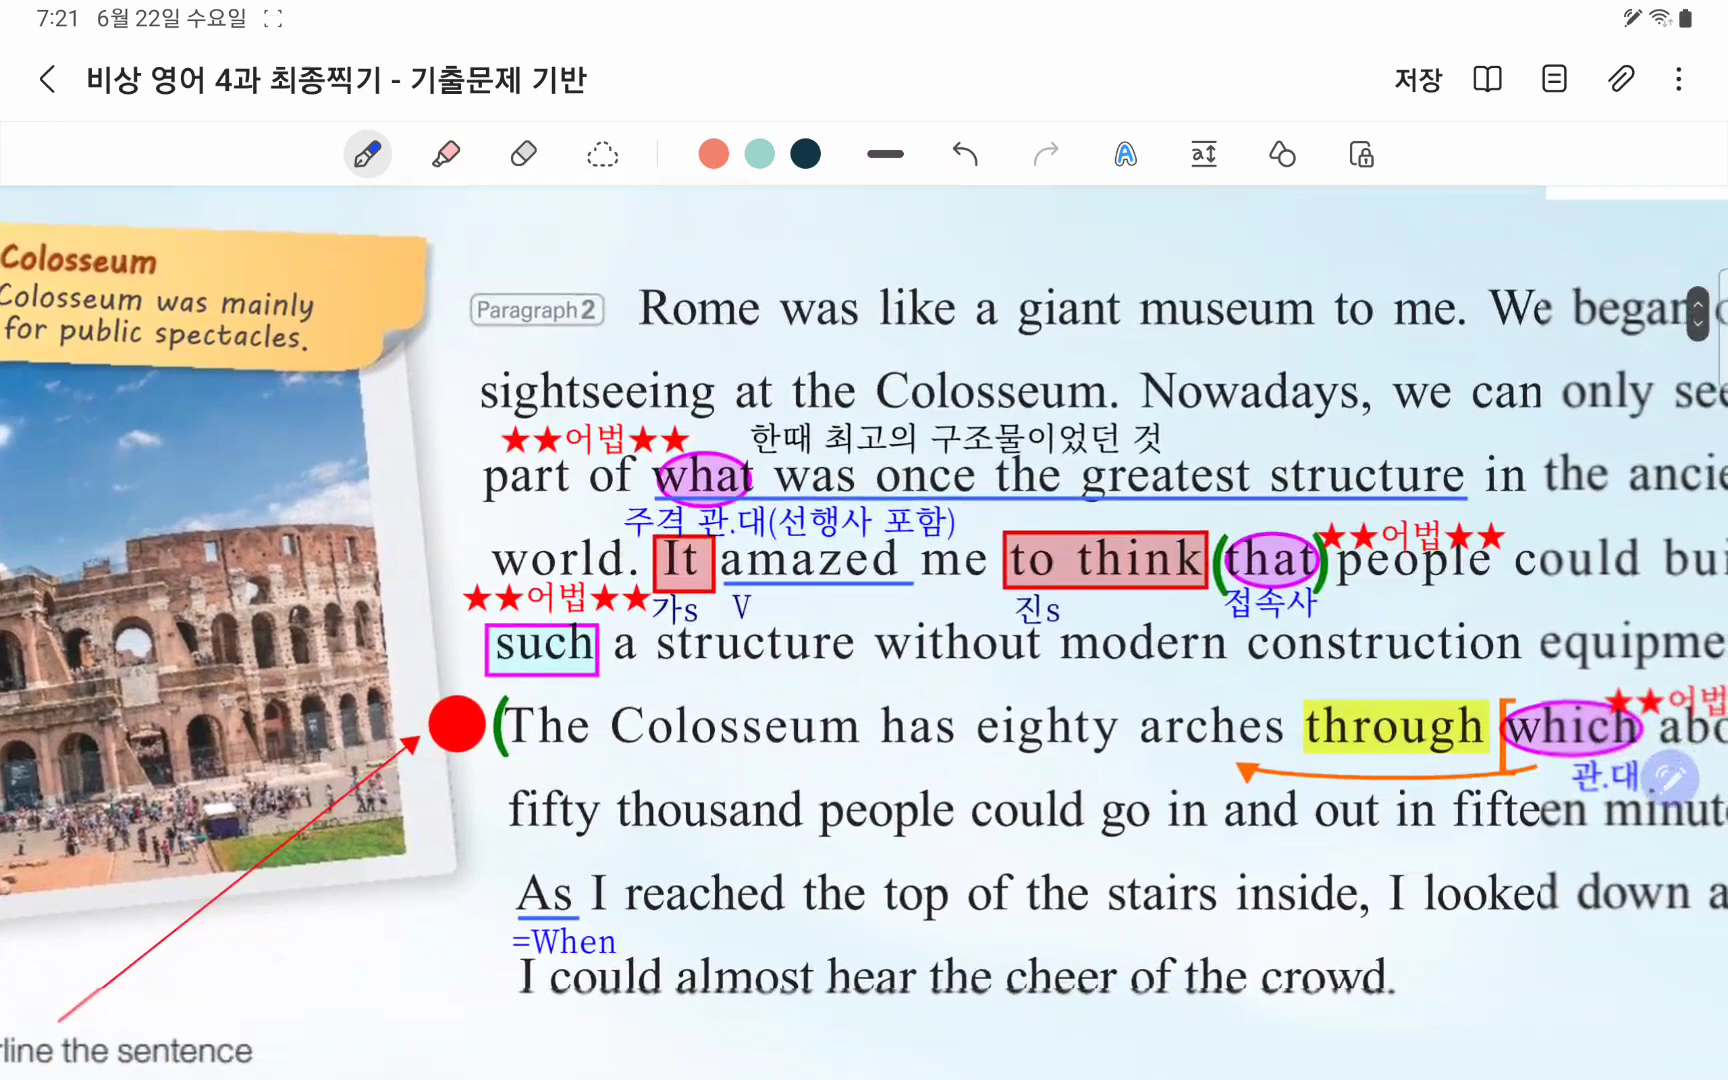 7:21 6월 22일 수요일
비상 영어 4과 최종찍기 - 기출문제 기반
저장
Colosseum
Colosseum was mainly
for public spectacles.
Paragraph 2 Rome was like a giant museum to me. We began
sightseeing at the Colosseum. Nowadays, we can only see
★★어법★★ 한때 최고의 구조물이었던 것
part of what was once the greatest structure in the
주격 관.대(선행사 포함)
★★어법★★
world. It amazed me to think (that) people could
★★어법★★ 가s V 진s 접속사
such a structure without modern construction
★★어법
(The Colosseum has eighty arches through [which
관.대
fifty thousand people could go in and out in fifteen
As I reached the top of the stairs inside, I looked down
=When
I could almost hear the cheer of the crowd.
the sentence